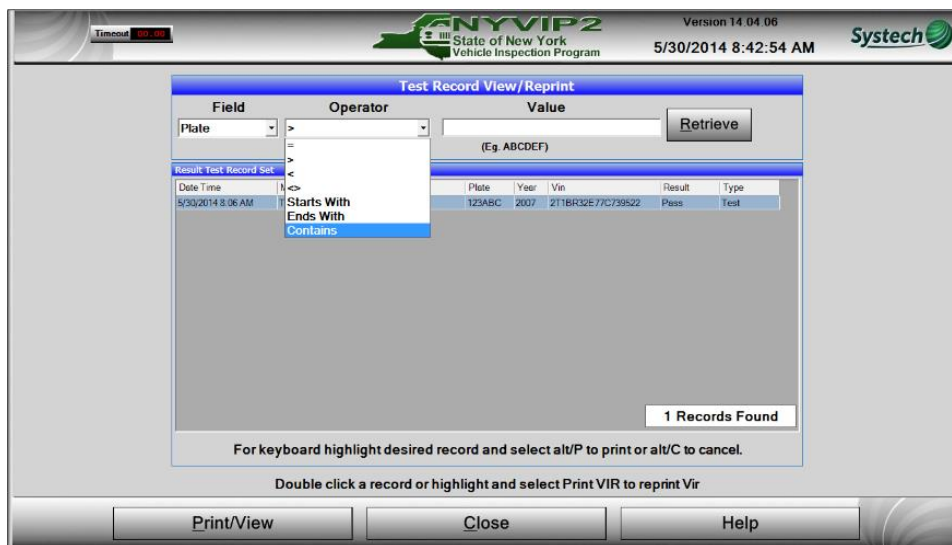 Timeout 00:00
NYVIP2
State of New York
Vehicle Inspection Program
Version 14.04.06
5/30/2014 8:42:54 AM
Systech
Test Record View/Reprint
Field Operator Value
Plate > Retrieve
(Eg. ABCDEF)
=
>
<
<>
Starts With
Ends With
Contains
Result Test Record Set
Date Time Plate Year Vin Result Type
5/30/2014 8:06 AM 123ABC 2007 2T1BR32E77C739522 Pass Test
1 Records Found
For keyboard highlight desired record and select alt/P to print or alt/C to cancel.
Double click a record or highlight and select Print VIR to reprint Vir
Print/View Close Help